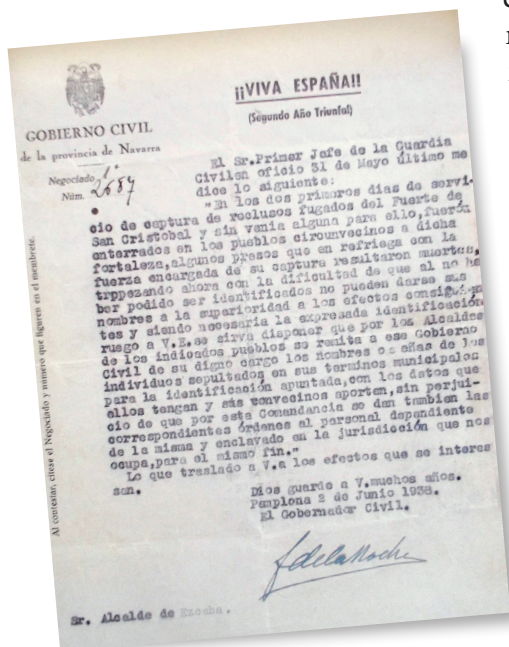 ¡¡VIVA ESPAÑA!!
(Segundo Año Triunfal)
GOBIERNO CIVIL
de la provincia de Navarra
Negociado 1º
Núm. 2687
El Sr.Primer Jefe de la Guardia
Civil en oficio 31 de Mayo último me
dice lo siguiente:
"En los dos primeros dias de servi-
cio de captura de reclusos fugados del Fuerte de
San Cristobal y sin vania alguna para ello,fueron
enterrados en los pueblos circunvecinos a dicha
fortaleza,algunos presos que en refriega con la
fuerza encargada de su captura resultaron muertos,
trppezando ahora con la dificultad de que al no ha
ber podido ser identificados no pueden darse sus
nombres a la superioridad a los efectos consiguien
tes y siendo necesaria la expresada identificación
ruego a V.E.se sirva disponer que por los Alcaldes
de los indicados pueblos se remita a ese Gobierno
Civil de su digno cargo los nombres o señas de los
individuos sepultados en sus terminos municipales
para la identificación apuntada,con los datos que
ellos tengan y sus convecinos aporten,sin perjui-
cio de que por esta Comandancia se den tambien las
correspondientes órdenes al personal dependiente
de la misma y enclavado en la jurisdicción que nos
ocupa,para el mismo fin."
Lo que traslado a V.a los efectos que se interes
san.
Dios guarde a V.muchos años.
Pamplona 2 de Junio 1938.
El Gobernador Civil.
Sr. Alcalde de Ezcaba.
Al contestar, cítese el Negociado y número que figuren en el membrete.